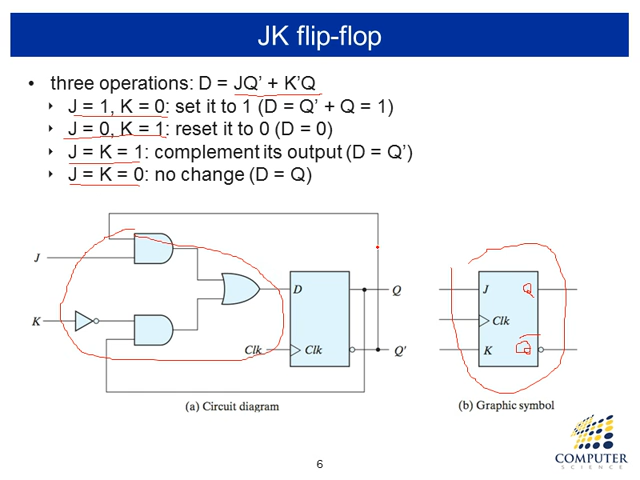 JK flip-flop
• three operations: D = JQ’ + K’Q
‣ J = 1, K = 0: set it to 1 (D = Q’ + Q = 1)
‣ J = 0, K = 1: reset it to 0 (D = 0)
‣ J = K = 1: complement its output (D = Q’)
‣ J = K = 0: no change (D = Q)
J
K
D
Clk
Clk
Q
Q′
(a) Circuit diagram
J
Q
Clk
K
(b) Graphic symbol
COMPUTER
SCIENCE
6